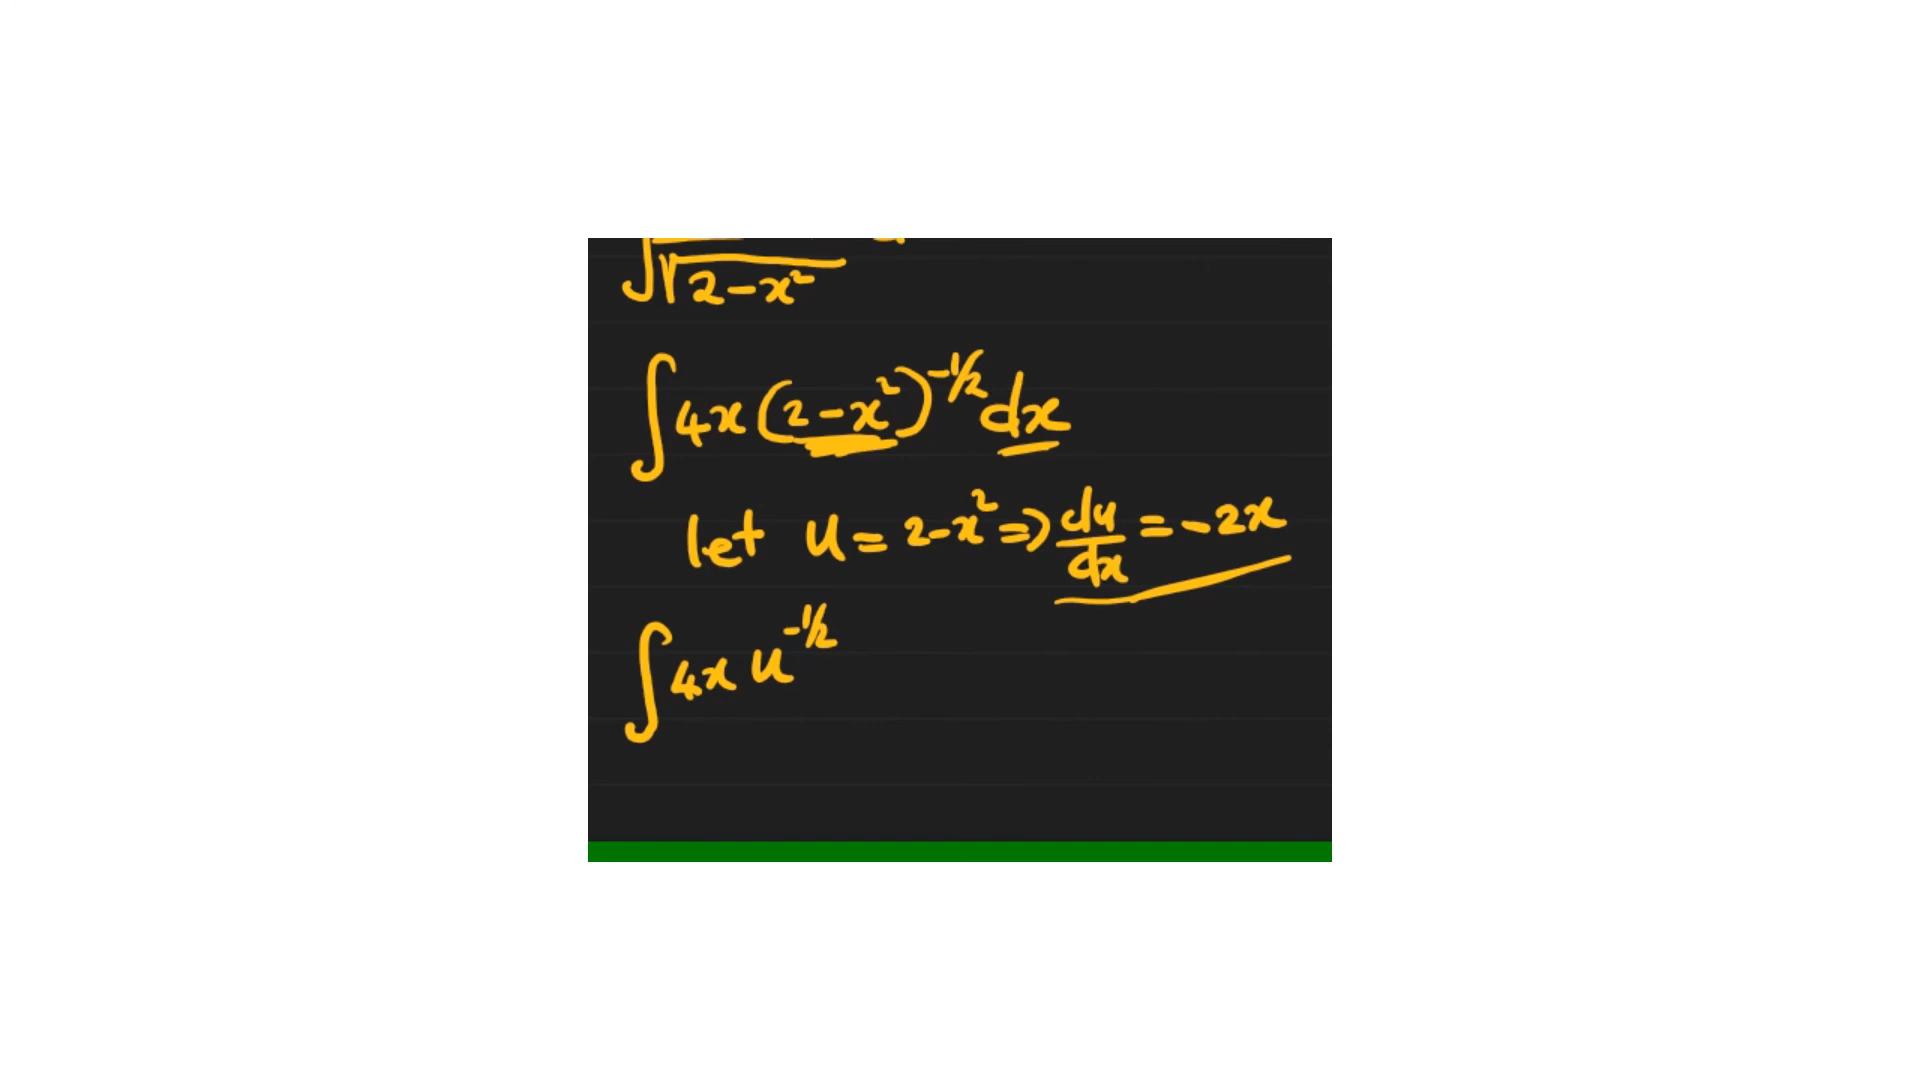 ∫ √2-x²
∫ 4x (2-x²)^-1/2 dx
let u = 2-x² => du/dx = -2x
∫ 4x u^-1/2